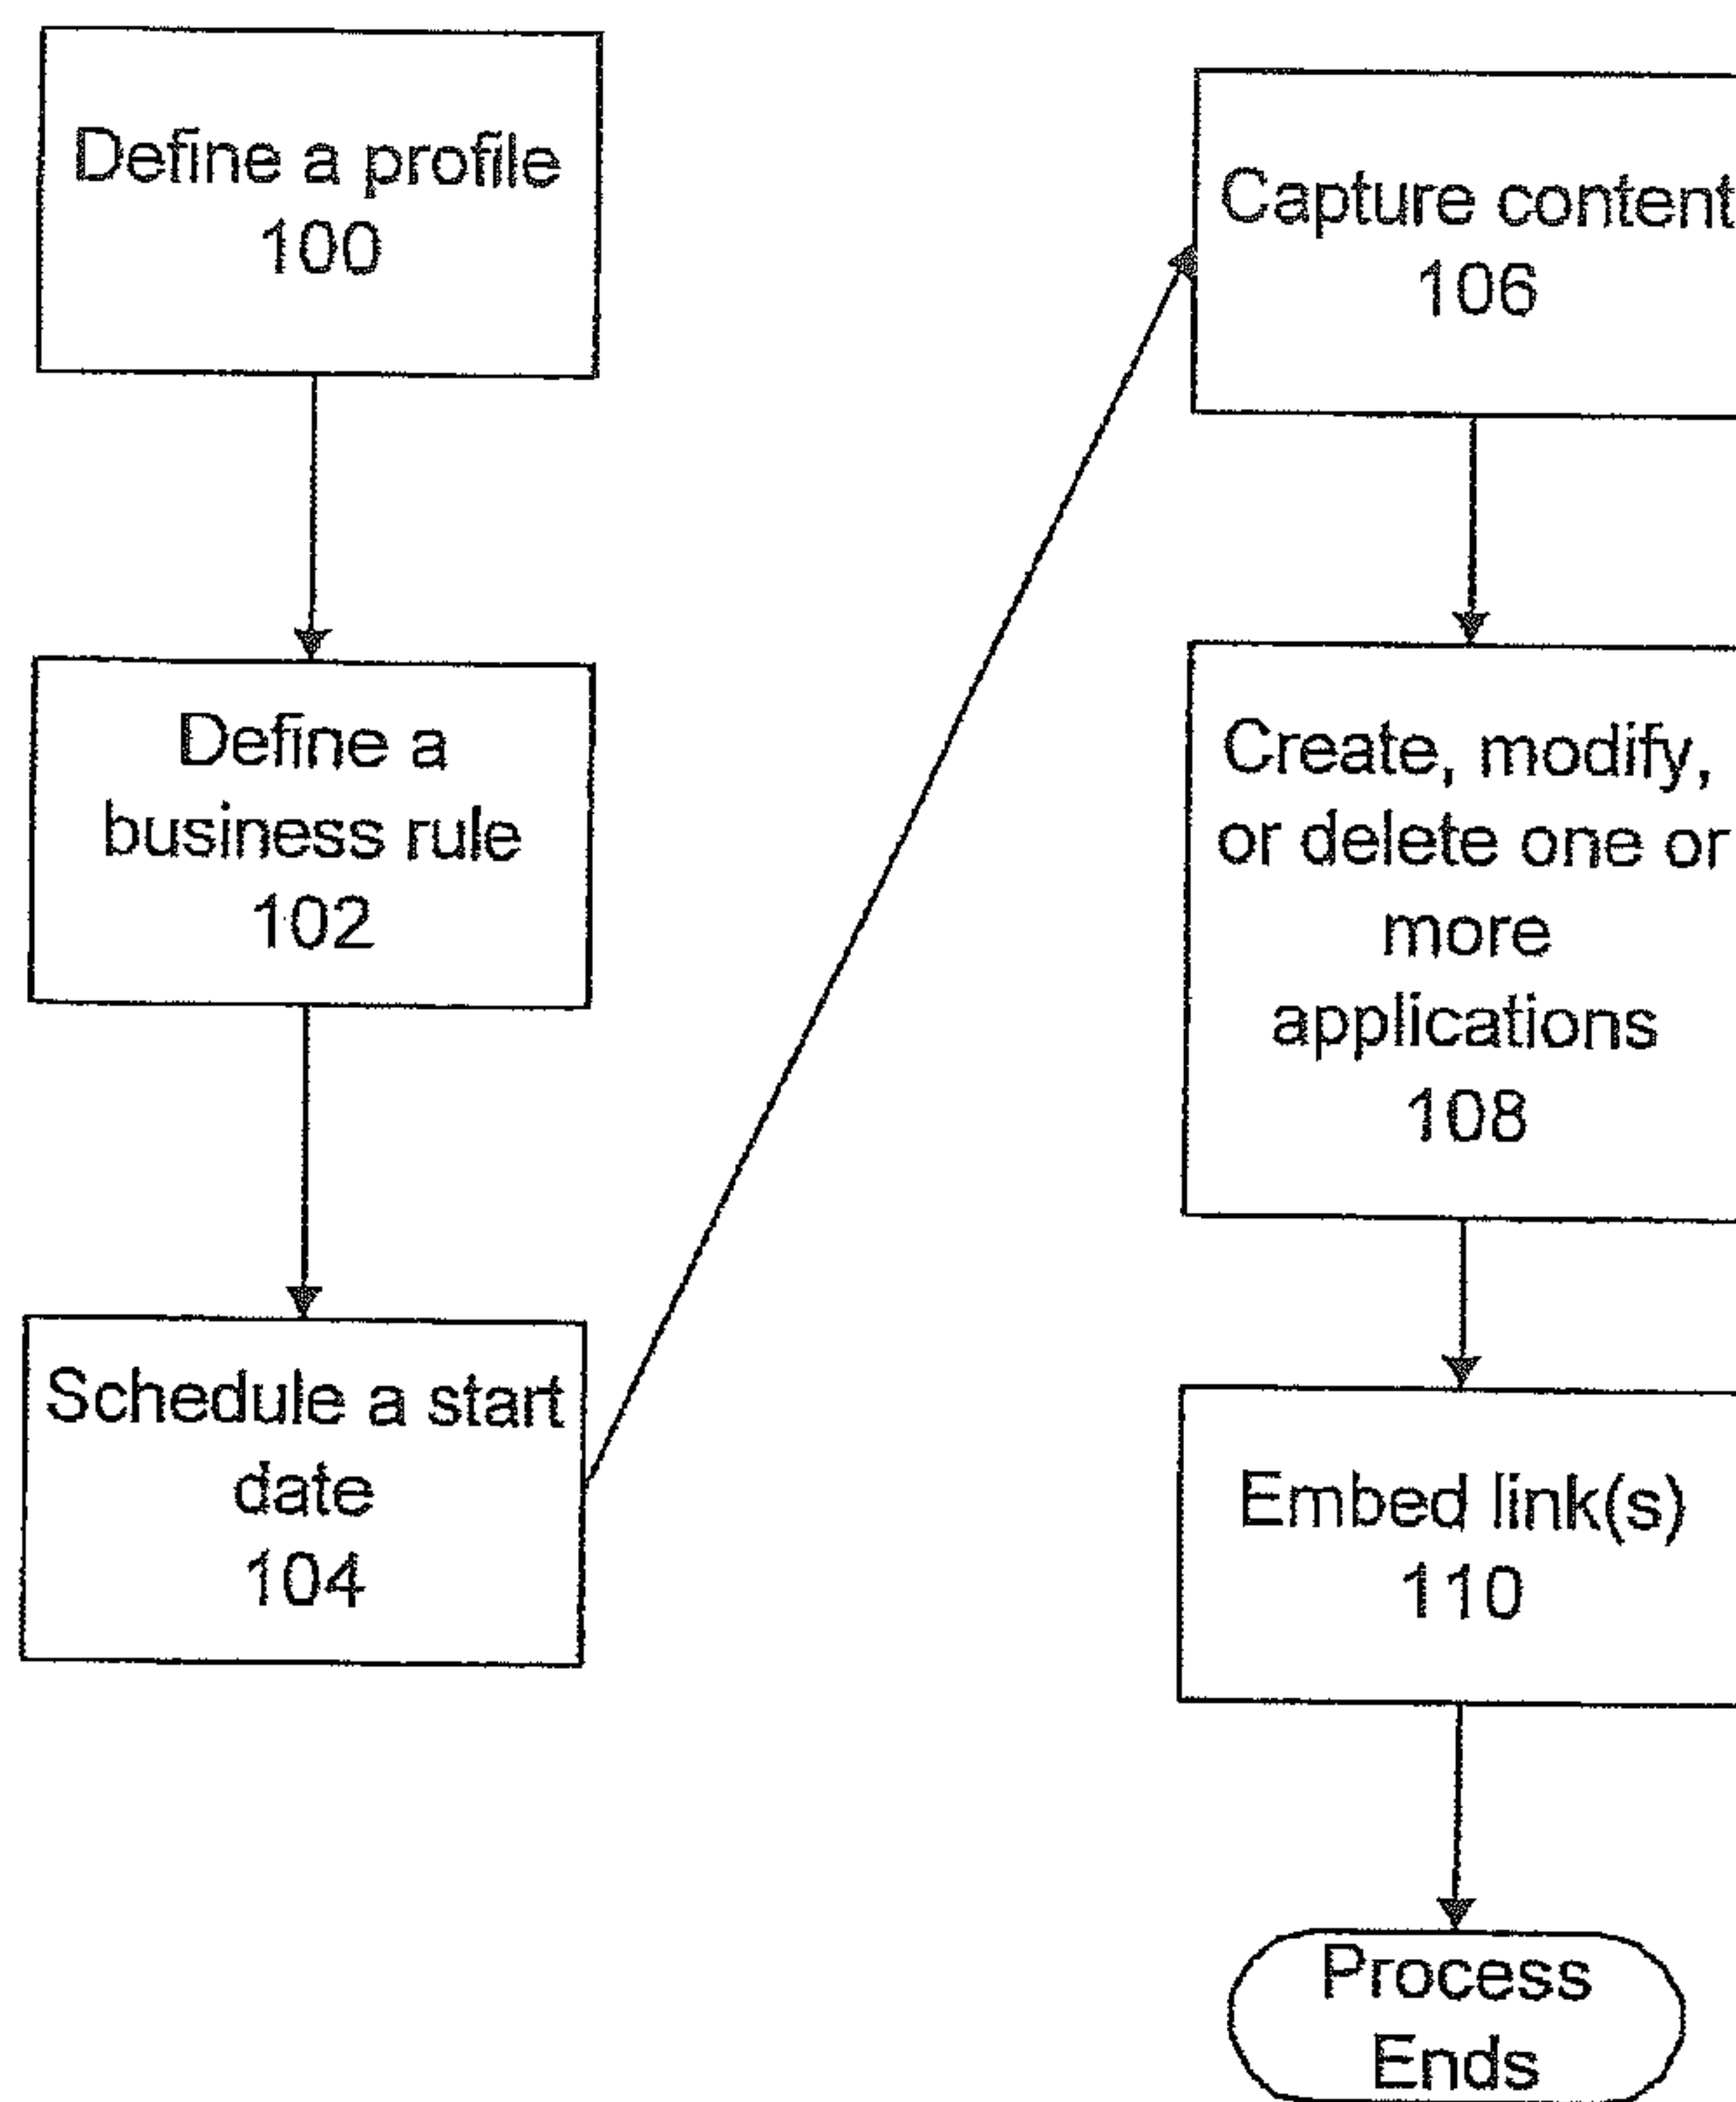 Define a profile
100
Define a
business rule
102
Schedule a start
date
104
Capture content
106
Create, modify,
or delete one or
more
applications
108
Embed link(s)
110
Process
Ends